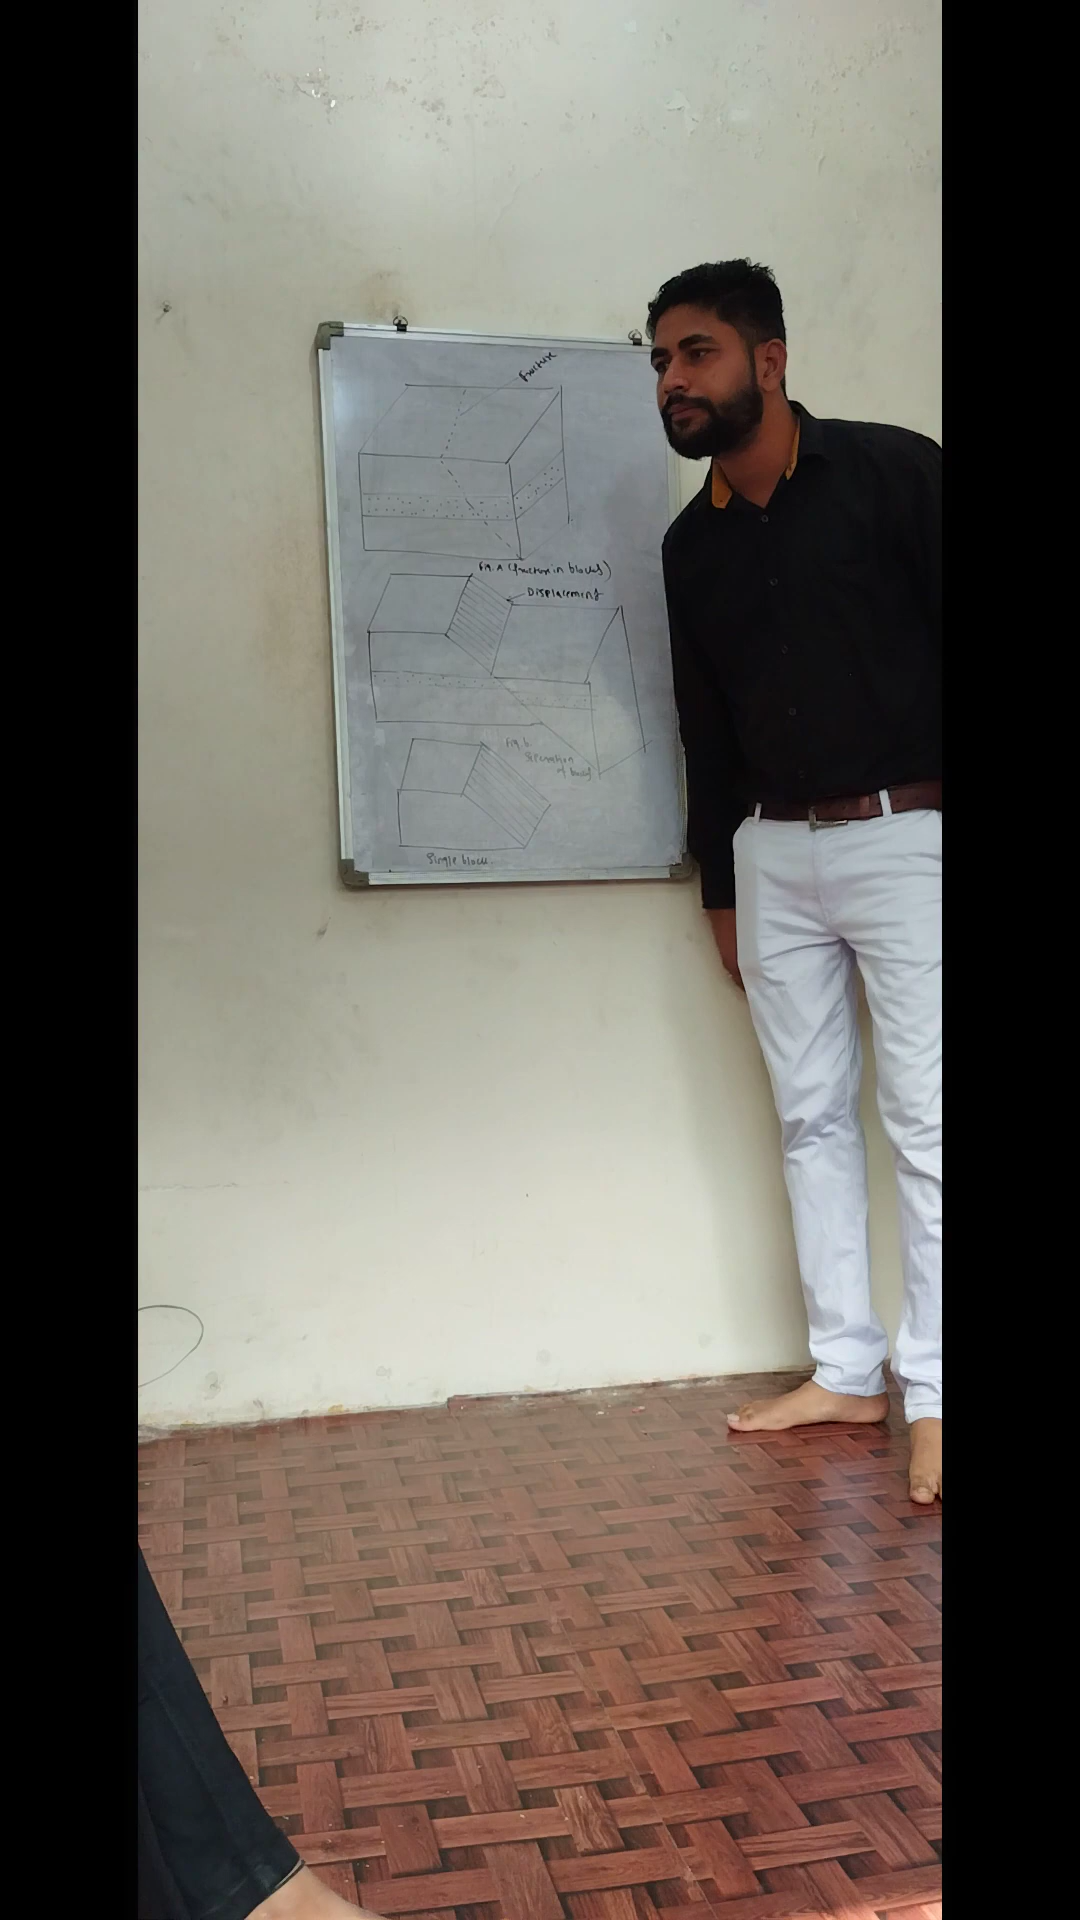 Fracture
Fig. A (fracture in blocks)
Displacement
Fig. b.
Seperation
of block
Single block.